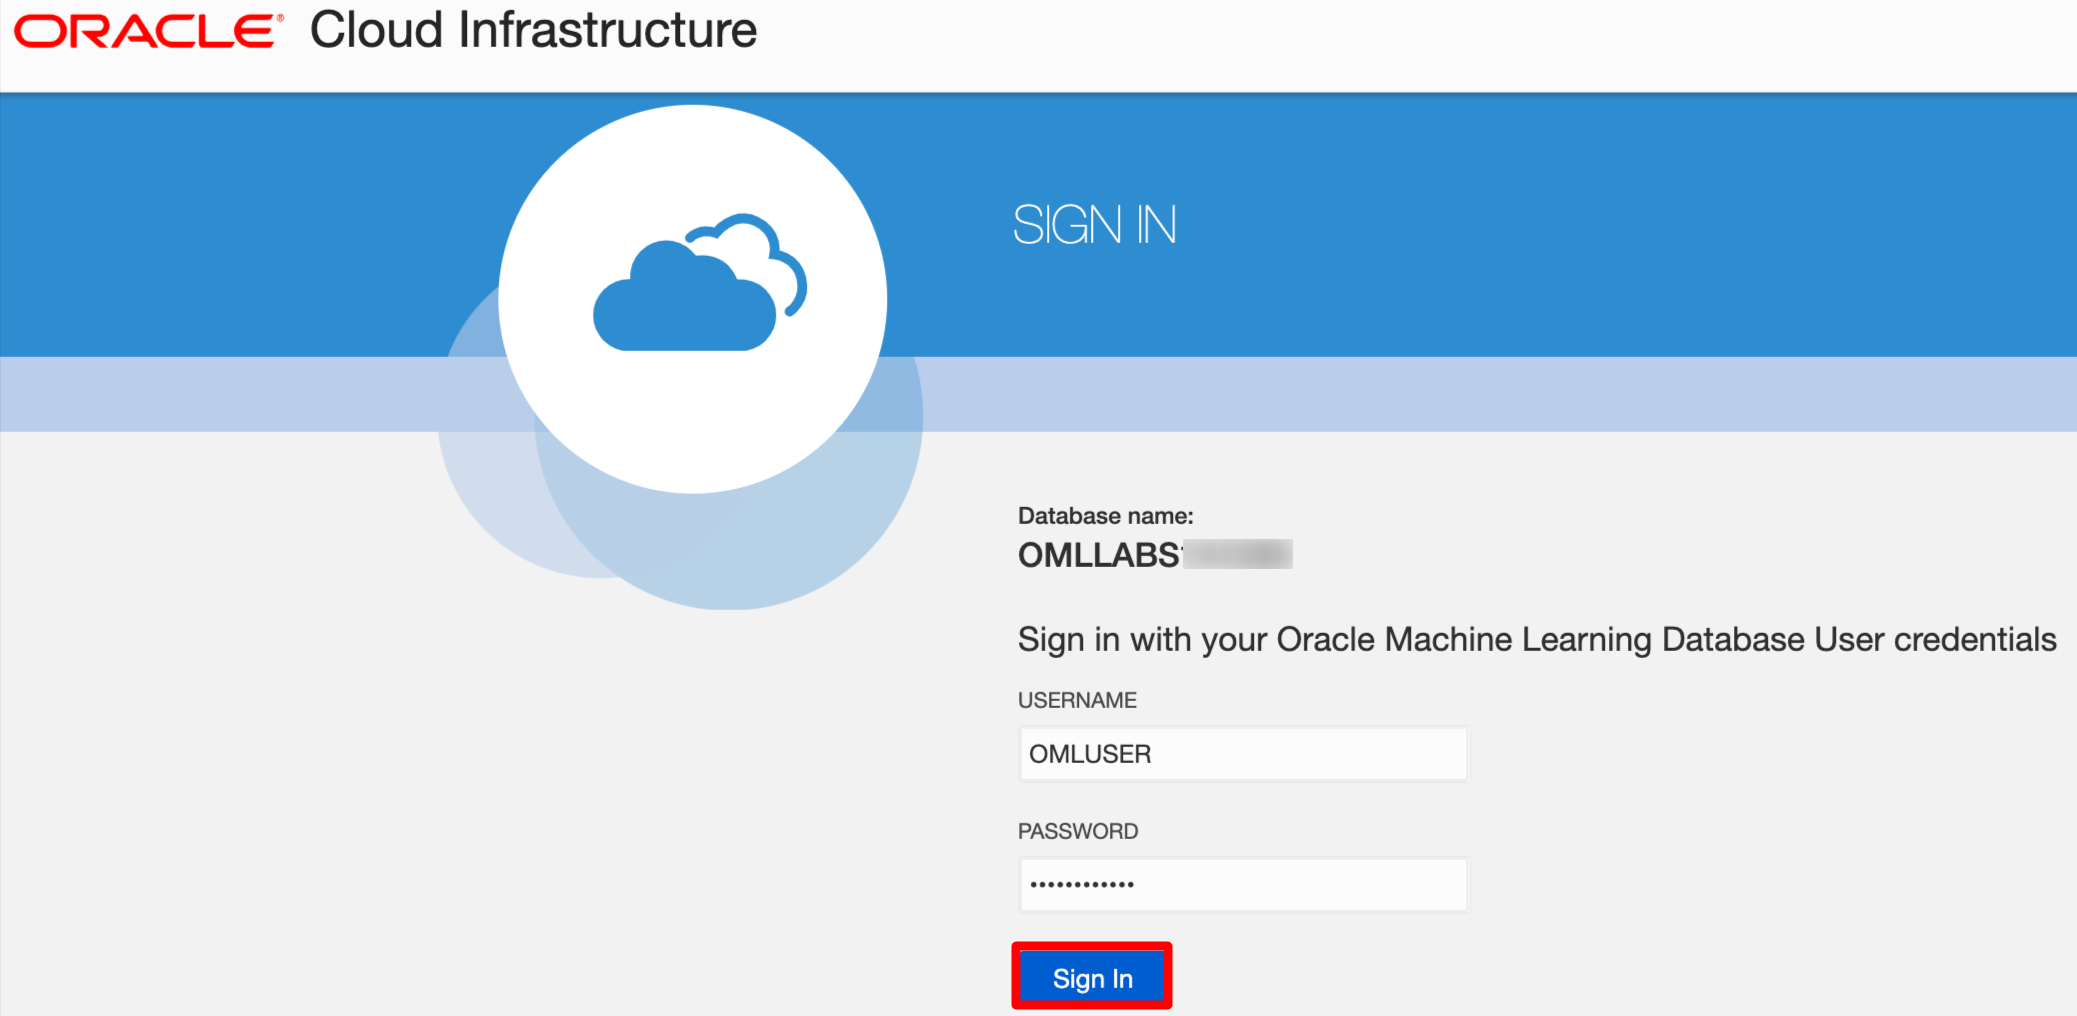 ORACLE® Cloud Infrastructure
SIGN IN
Database name:
OMLLABS
Sign in with your Oracle Machine Learning Database User credentials
USERNAME
OMLUSER
PASSWORD
••••••••••••
Sign In